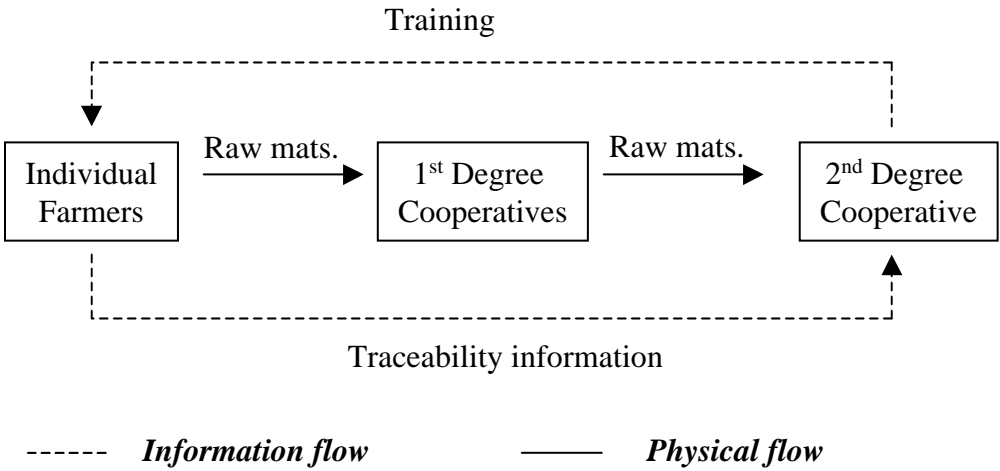 Training
Raw mats.
Raw mats.
Individual
Farmers
1st Degree
Cooperatives
2nd Degree
Cooperative
Traceability information
Information flow
Physical flow